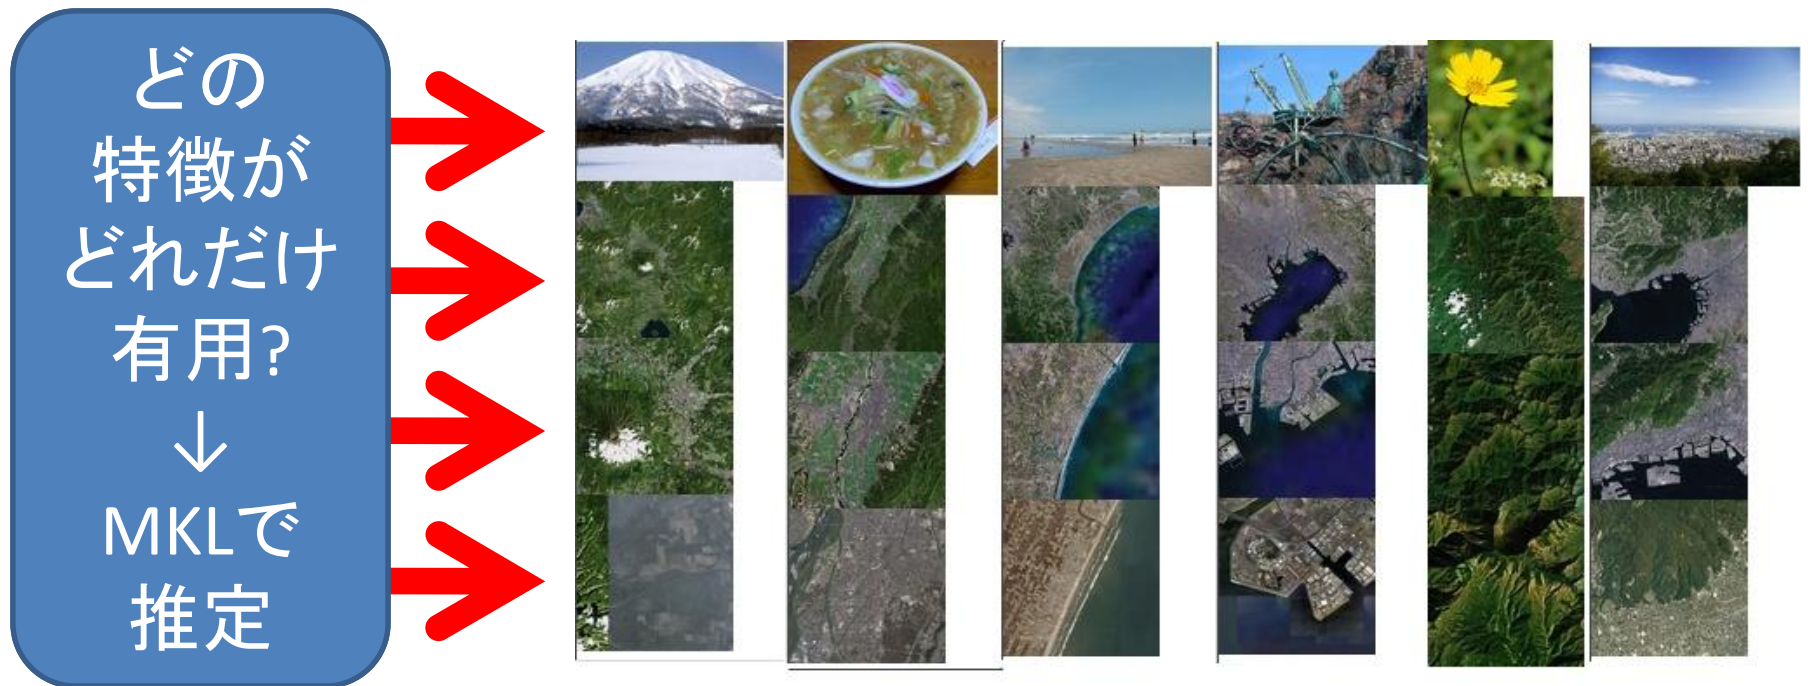 どの
特徴が
どれだけ
有用?
↓
MKLで
推定